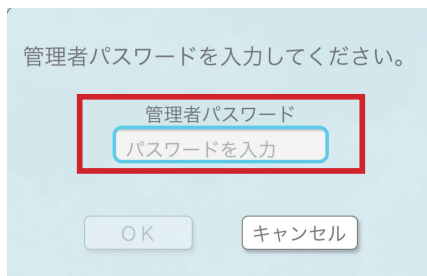 管理者パスワードを入力してください。
管理者パスワード
パスワードを入力
OK
キャンセル